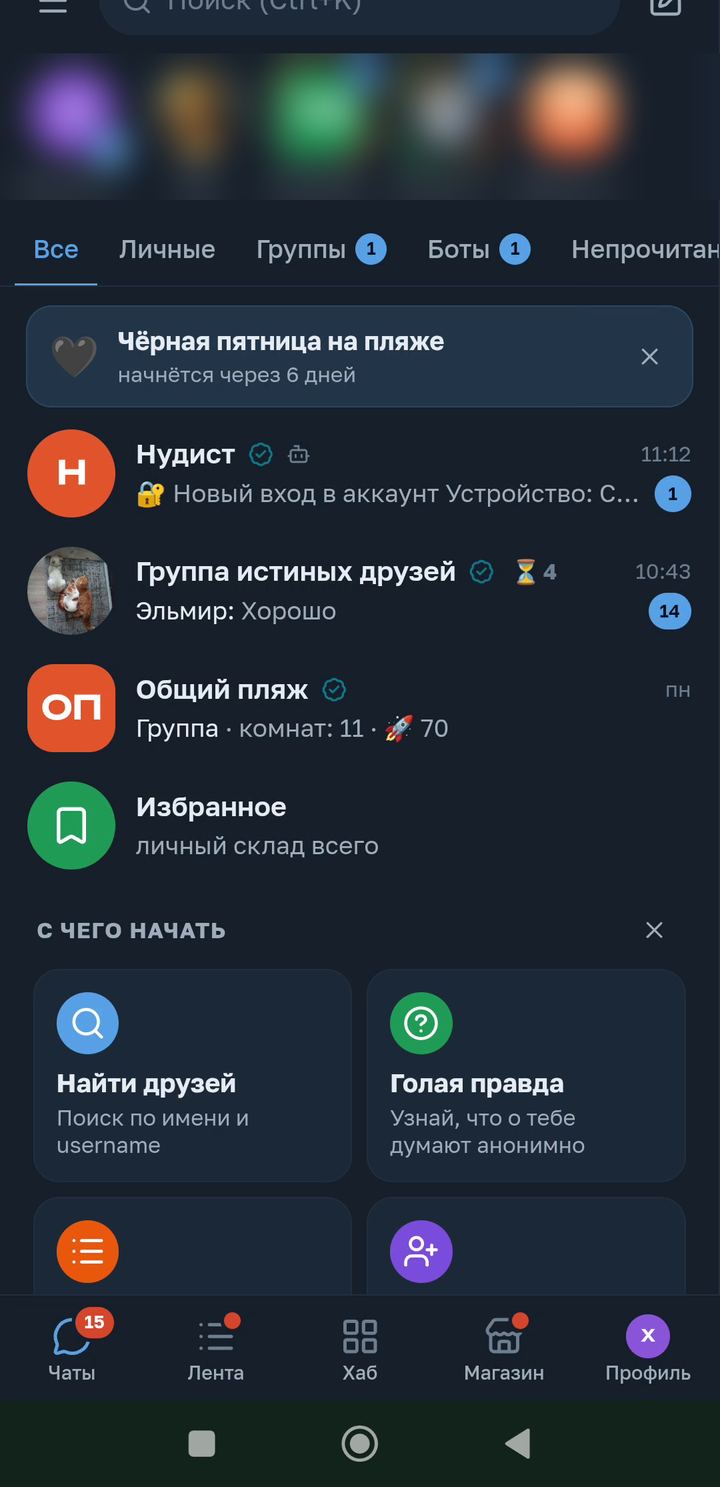 Поиск (Ctrl+K)
Все
Личные
Группы 1
Боты 1
Непрочитан
Чёрная пятница на пляже
начнётся через 6 дней
Н
Нудист
11:12
Новый вход в аккаунт Устройство: С...
1
Группа истиных друзей
4
10:43
Эльмир: Хорошо
14
ОП
Общий пляж
пн
Группа · комнат: 11 · 🚀 70
Избранное
личный склад всего
С ЧЕГО НАЧАТЬ
Найти друзей
Поиск по имени и
username
Голая правда
Узнай, что о тебе
думают анонимно
15
Чаты
Лента
Хаб
Магазин
X
Профиль